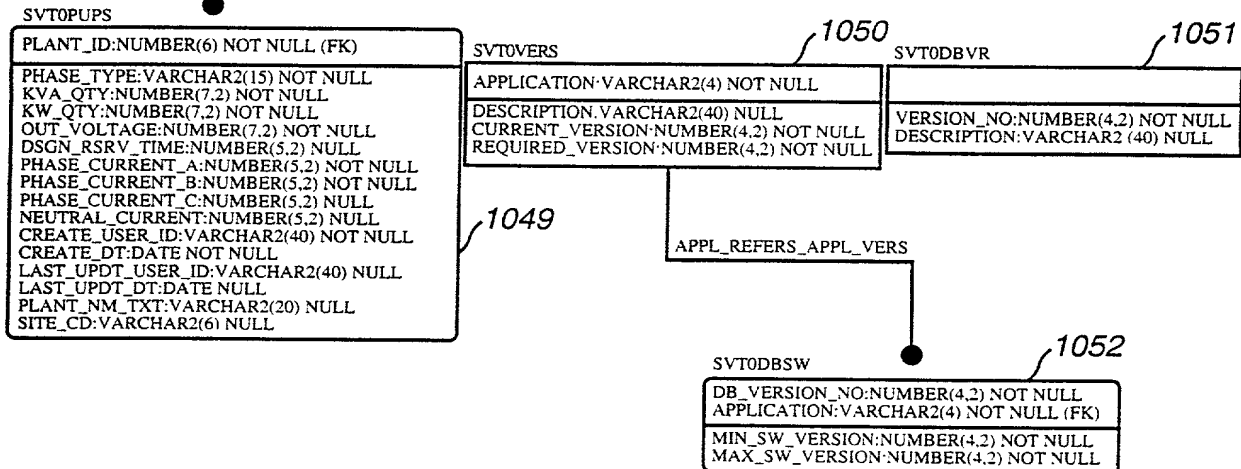 SVT0PUPS
PLANT_ID:NUMBER(6) NOT NULL (FK)
PHASE_TYPE:VARCHAR2(15) NOT NULL
KVA_QTY:NUMBER(7,2) NOT NULL
KW_QTY:NUMBER(7,2) NOT NULL
OUT_VOLTAGE:NUMBER(7,2) NOT NULL
DSGN_RSRV_TIME:NUMBER(5,2) NOT NULL
PHASE_CURRENT_A:NUMBER(5,2) NOT NULL
PHASE_CURRENT_B:NUMBER(5,2) NOT NULL
PHASE_CURRENT_C:NUMBER(5,2) NULL
NEUTRAL_CURRENT:NUMBER(5,2) NULL
CREATE_USER_ID:VARCHAR2(40) NOT NULL
CREATE_DT:DATE NOT NULL
LAST_UPDT_USER_ID:VARCHAR2(40) NULL
LAST_UPDT_DT:DATE NULL
PLANT_NM_TXT:VARCHAR2(20) NULL
SITE_CD:VARCHAR2(6) NULL
1049
SVT0VERS
1050
APPLICATION:VARCHAR2(4) NOT NULL
DESCRIPTION:VARCHAR2(40) NULL
CURRENT_VERSION:NUMBER(4,2) NOT NULL
REQUIRED_VERSION:NUMBER(4,2) NOT NULL
SVT0DBVR
1051
VERSION_NO:NUMBER(4,2) NOT NULL
DESCRIPTION:VARCHAR2 (40) NULL
APPL_REFERS_APPL_VERS
SVT0DBSW
1052
DB_VERSION_NO:NUMBER(4,2) NOT NULL
APPLICATION:VARCHAR2(4) NOT NULL (FK)
MIN_SW_VERSION:NUMBER(4,2) NOT NULL
MAX_SW_VERSION:NUMBER(4,2) NOT NULL